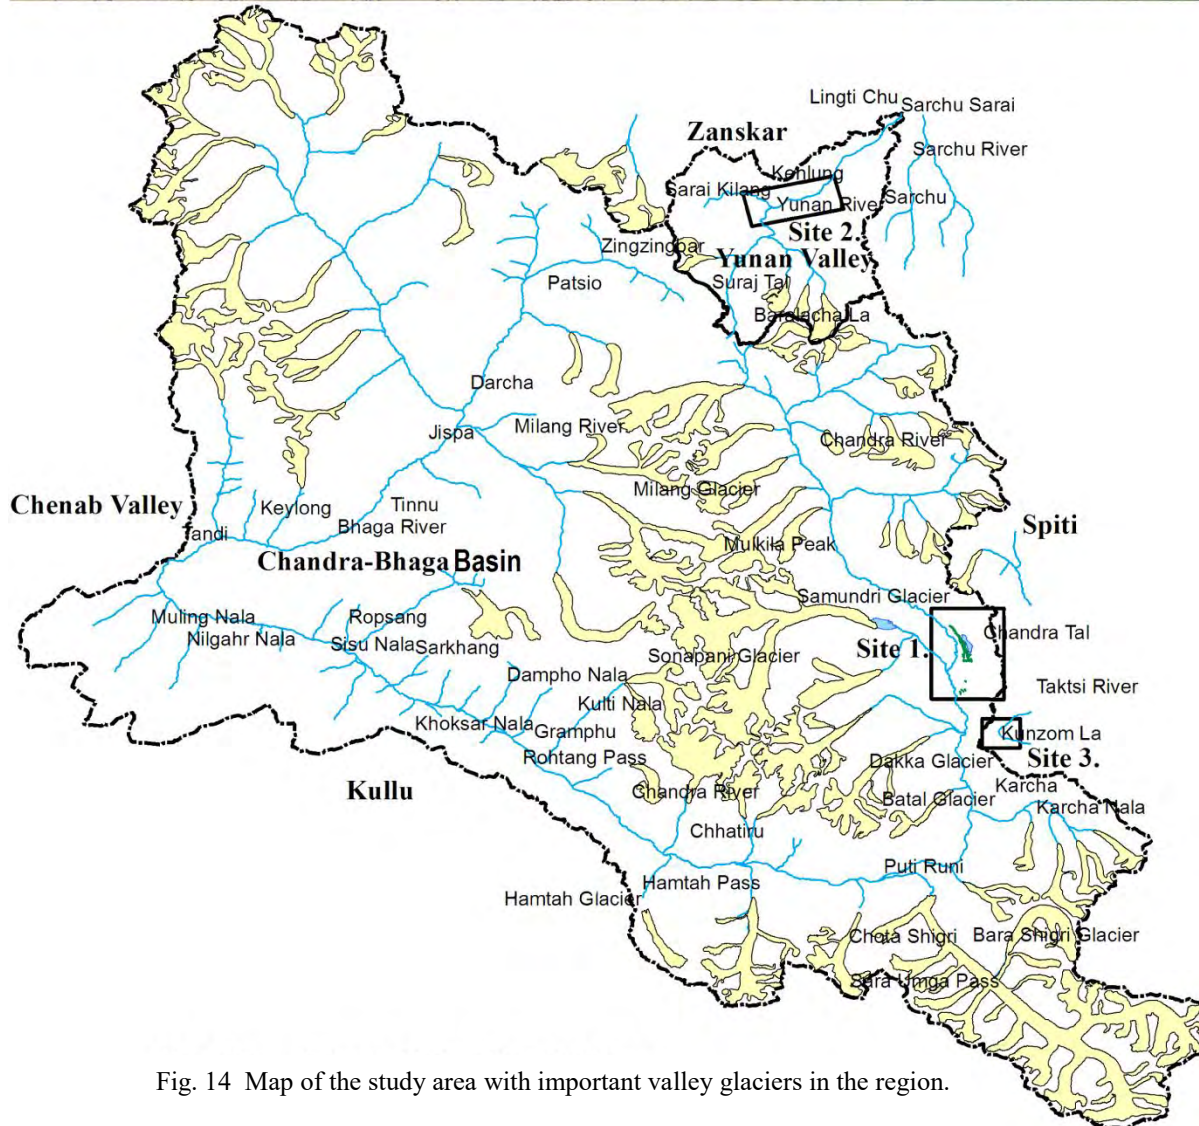 Lingti Chu
Sarchu Sarai
Zanskar
Sarchu River
Kenlung
Sarai Kilang
Yunan River
Sarchu
Site 2.
Zingzingbar
Yunan Valley
Patsio
Suraj Tal
Baralacha La
Darcha
Milang River
Jispa
Chandra River
Milang Glacier
Chenab Valley
Keylong
Tinnu
Bhaga River
Tandi
Spiti
Mulkila Peak
Chandra-Bhaga Basin
Samundri Glacier
Muling Nala
Ropsang
Nilgahr Nala
Sisu Nala
Sarkhang
Chandra Tal
Site 1.
Sonapani Glacier
Dampho Nala
Taktsi River
Kulti Nala
Khoksar Nala
Gramphu
Kunzom La
Rohtang Pass
Dakka Glacier
Site 3.
Kullu
Chandra River
Karcha
Batal Glacier
Karcha Nala
Chhatiru
Puti Runi
Hamtah Pass
Hamtah Glacier
Chota Shigri
Bara Shigri Glacier
Sara Umga Pass
Fig. 14 Map of the study area with important valley glaciers in the region.